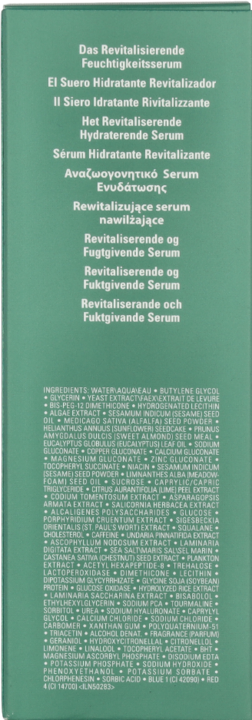 Das Revitalisierende
Feuchtigkeitsserum
El Suero Hidratante Revitalizador
Il Siero Idratante Rivitalizzante
Het Revitaliserende
Hydraterende Serum
Sérum Hidratante Revitalizante
Αναζωογονητικό Serum
Ενυδάτωσης
Rewitalizujące serum
nawilżające
Revitaliserende og
Fugtgivende Serum
Revitaliserende og
Fuktgivende Serum
Revitaliserande och
Fuktgivande Serum
INGREDIENTS: WATER\AQUA\EAU • BUTYLENE GLYCOL
• GLYCERIN • YEAST EXTRACT\FAEX\EXTRAIT DE LEVURE
• BIS-PEG-12 DIMETHICONE • HYDROGENATED LECITHIN
• ALGAE EXTRACT • SESAMUM INDICUM (SESAME) SEED
OIL • MEDICAGO SATIVA (ALFALFA) SEED POWDER •
HELIANTHUS ANNUUS (SUNFLOWER) SEEDCAKE • PRUNUS
AMYGDALUS DULCIS (SWEET ALMOND) SEED MEAL •
EUCALYPTUS GLOBULUS (EUCALYPTUS) LEAF OIL • SODIUM
GLUCONATE • COPPER GLUCONATE • CALCIUM GLUCONATE
• MAGNESIUM GLUCONATE • ZINC GLUCONATE •
TOCOPHERYL SUCCINATE • NIACIN • SESAMUM INDICUM
(SESAME) SEED POWDER • LIMNANTHES ALBA (MEADOW-
FOAM) SEED OIL • SUCROSE • CAPRYLIC/CAPRIC
TRIGLYCERIDE • CITRUS AURANTIFOLIA (LIME) PEEL EXTRACT
• CODIUM TOMENTOSUM EXTRACT • ASPARAGOPSIS
ARMATA EXTRACT • SALICORNIA HERBACEA EXTRACT
• ALCALIGENES POLYSACCHARIDES • GLUCOSE •
PORPHYRIDIUM CRUENTUM EXTRACT • SIGESBECKIA
ORIENTALIS (ST. PAUL'S WORT) EXTRACT • SQUALANE •
CHOLESTEROL • CAFFEINE • UNDARIA PINNATIFIDA EXTRACT
• ASCOPHYLLUM NODOSUM EXTRACT • LAMINARIA
DIGITATA EXTRACT • SEA SALT\MARIS SAL\SEL MARIN •
CASTANEA SATIVA (CHESTNUT) SEED EXTRACT • PLANKTON
EXTRACT • ACETYL HEXAPEPTIDE-8 • TREHALOSE •
LACTOPEROXIDASE • DIMETHICONE • LECITHIN •
DIPOTASSIUM GLYCYRRHIZATE • GLYCINE SOJA (SOYBEAN)
PROTEIN • GLUCOSE OXIDASE • HYDROLYZED RICE EXTRACT
• LAMINARIA SACCHARINA EXTRACT • BISABOLOL •
ETHYLHEXYLGLYCERIN • SODIUM PCA • TOURMALINE •
SORBITOL • UREA • SODIUM HYALURONATE • CAPRYLYL
GLYCOL • CALCIUM CHLORIDE • SODIUM CHLORIDE •
CARBOMER • XANTHAN GUM • POLYQUATERNIUM-51
• TRIACETIN • ALCOHOL DENAT. • FRAGRANCE (PARFUM)
• GERANIOL • HYDROXYCITRONELLAL • CITRONELLOL •
LIMONENE • LINALOOL • TOCOPHERYL ACETATE • BHT •
MAGNESIUM ASCORBYL PHOSPHATE • DISODIUM EDTA
• POTASSIUM PHOSPHATE • SODIUM HYDROXIDE •
PHENOXYETHANOL • POTASSIUM SORBATE •
CHLORPHENESIN • SORBIC ACID • BLUE 1 (CI 42090) • RED
4 (CI 14700) <ILN50283>